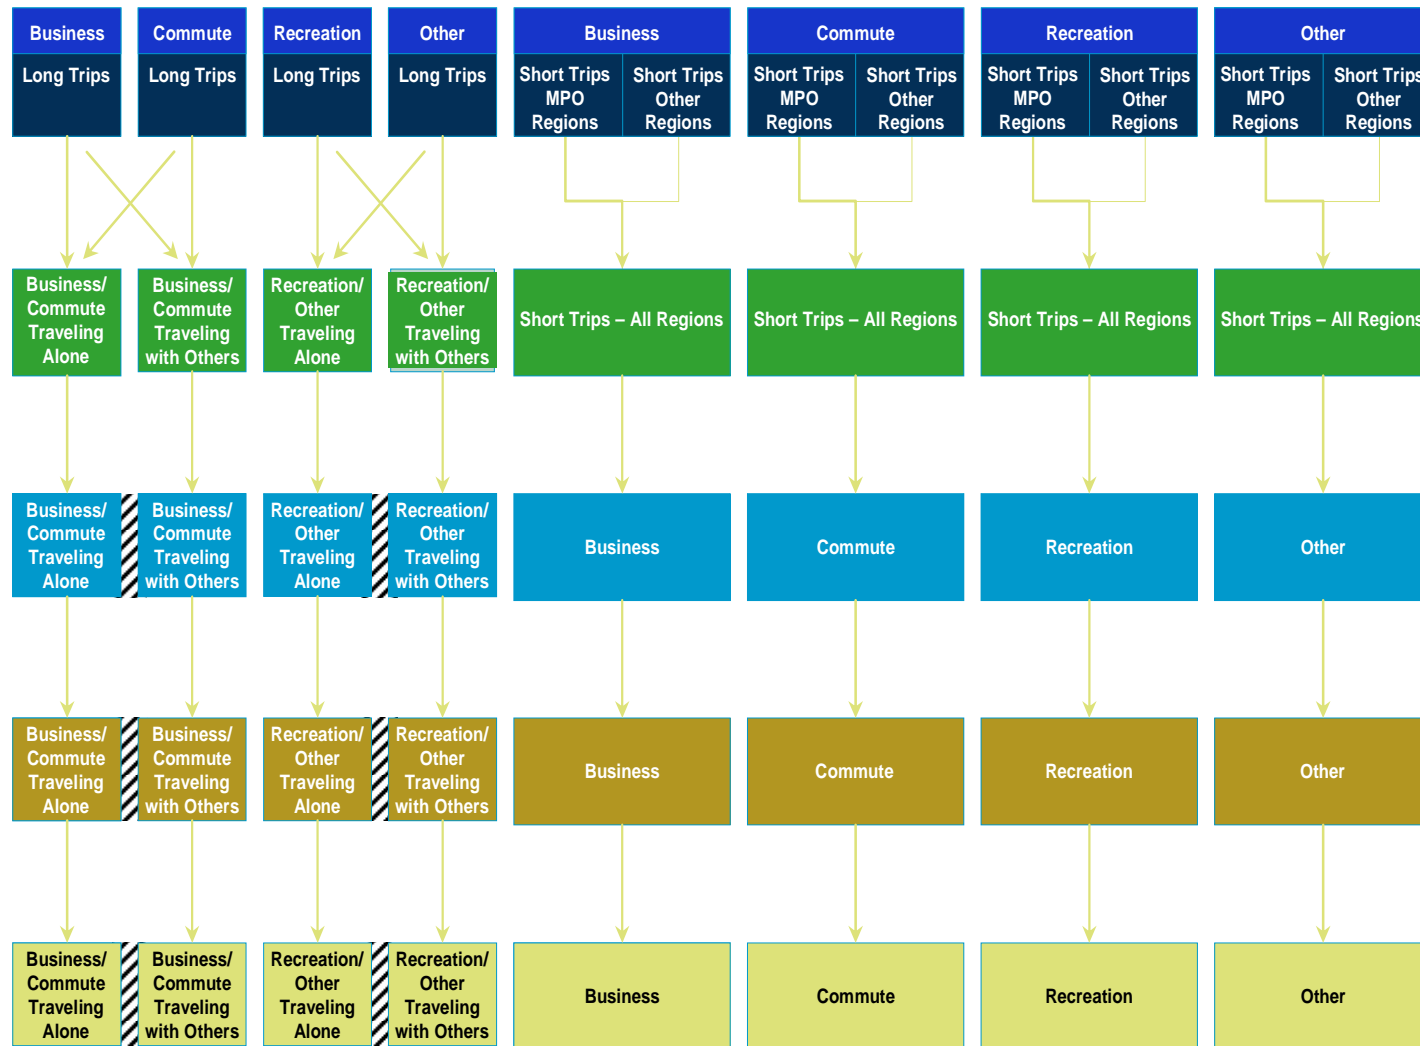 Business
Commute
Recreation
Other
Business
Commute
Recreation
Other
Long Trips
Long Trips
Long Trips
Long Trips
Short Trips
MPO
Regions
Short Trips
Other
Regions
Short Trips
MPO
Regions
Short Trips
Other
Regions
Short Trips
MPO
Regions
Short Trips
Other
Regions
Short Trips
MPO
Regions
Short Trips
Other
Regions
Business/
Commute
Traveling
Alone
Business/
Commute
Traveling
with Others
Recreation/
Other
Traveling
Alone
Recreation/
Other
Traveling
with Others
Short Trips – All Regions
Short Trips – All Regions
Short Trips – All Regions
Short Trips – All Regions
Business/
Commute
Traveling
Alone
Business/
Commute
Traveling
with Others
Recreation/
Other
Traveling
Alone
Recreation/
Other
Traveling
with Others
Business
Commute
Recreation
Other
Business/
Commute
Traveling
Alone
Business/
Commute
Traveling
with Others
Recreation/
Other
Traveling
Alone
Recreation/
Other
Traveling
with Others
Business
Commute
Recreation
Other
Business/
Commute
Traveling
Alone
Business/
Commute
Traveling
with Others
Recreation/
Other
Traveling
Alone
Recreation/
Other
Traveling
with Others
Business
Commute
Recreation
Other